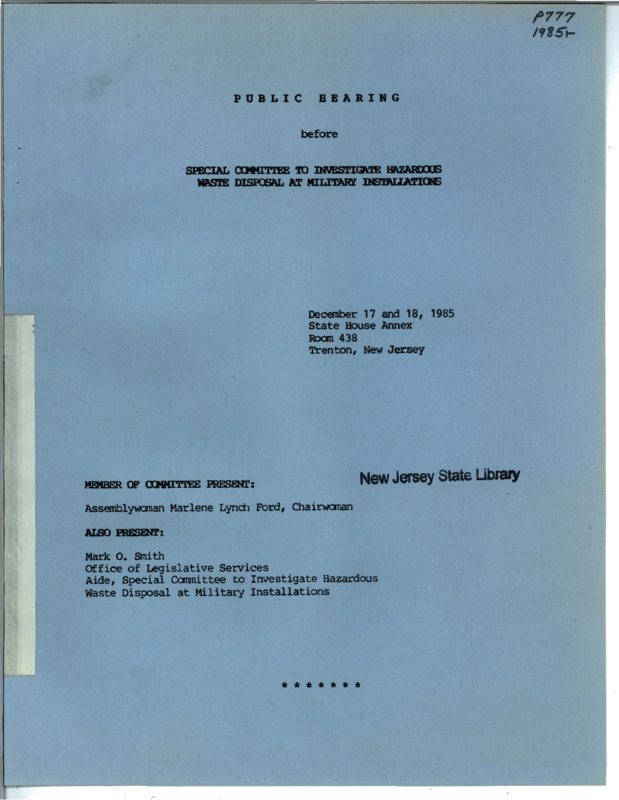 P777
1985r
PUBLIC HEARING
before
SPECIAL COMMITTEE TO INVESTIGATE HAZARDOUS
WASTE DISPOSAL AT MILITARY INSTALLATIONS
December 17 and 18, 1985
State House Annex
Room 438
Trenton, New Jersey
New Jersey State Library
MEMBER OF COMMITTEE PRESENT:
Assemblywoman Marlene Lynch Ford, Chairwoman
ALSO PRESENT:
Mark O. Smith
Office of Legislative Services
Aide, Special Committee to Investigate Hazardous
Waste Disposal at Military Installations
* * * * * * *